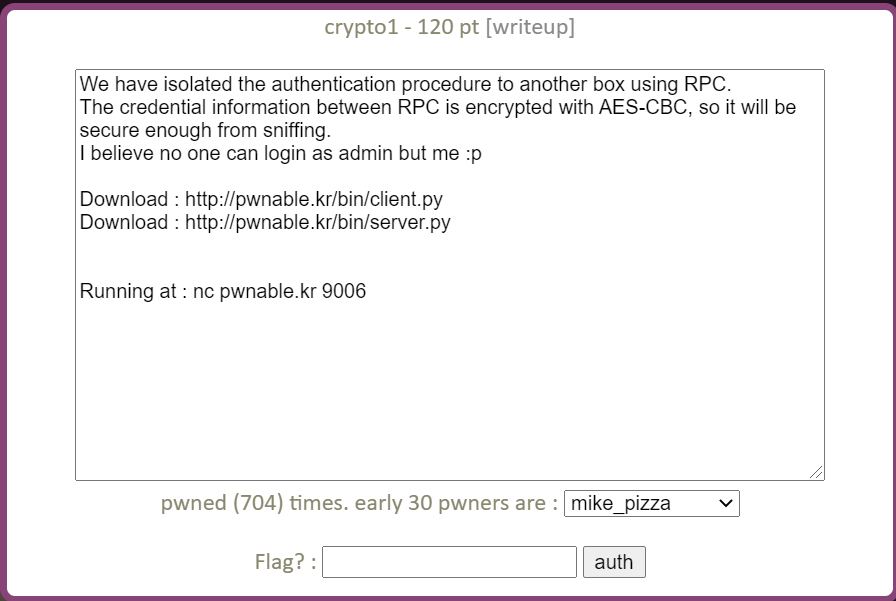 crypto1 - 120 pt [writeup]
We have isolated the authentication procedure to another box using RPC.
The credential information between RPC is encrypted with AES-CBC, so it will be
secure enough from sniffing.
I believe no one can login as admin but me :p
Download : http://pwnable.kr/bin/client.py
Download : http://pwnable.kr/bin/server.py
Running at : nc pwnable.kr 9006
pwned (704) times. early 30 pwners are : mike_pizza
Flag? : auth